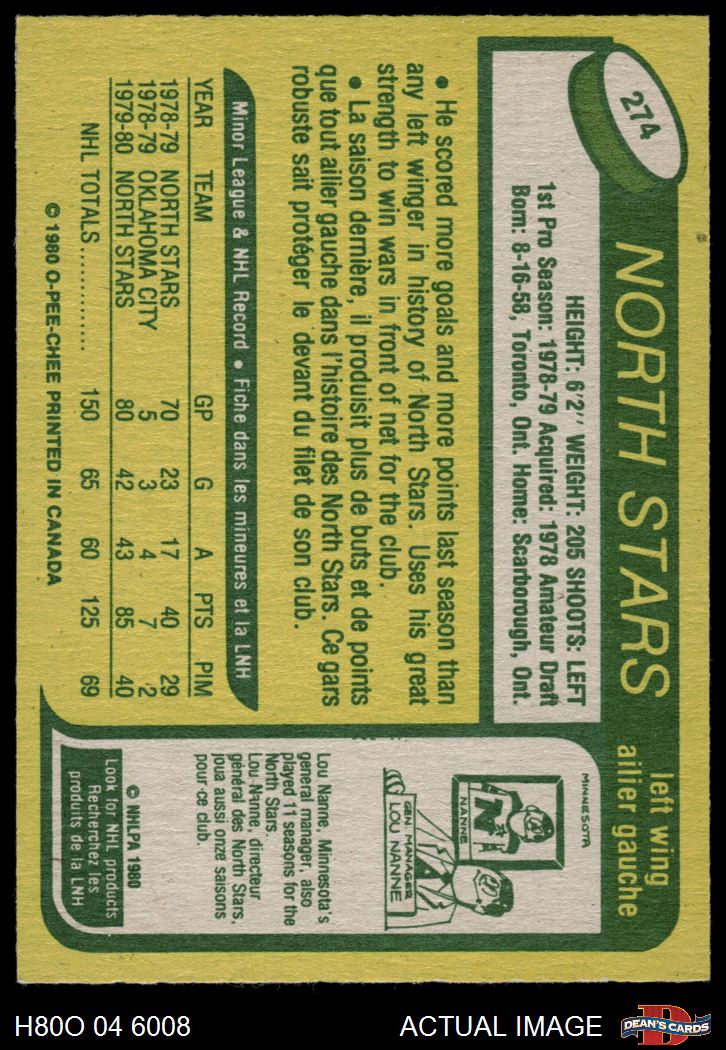 274
NORTH STARS
left wing
ailier gauche
HEIGHT: 6'2" WEIGHT: 205 SHOOTS: LEFT
1st Pro Season: 1978-79 Acquired: 1978 Amateur Draft
Born: 8-16-58, Toronto, Ont. Home: Scarborough, Ont.
• He scored more goals and more points last season than
any left winger in history of North Stars. Uses his great
strength to win wars in front of net for the club.
• La saison dernière, il produisit plus de buts et de points
que tout ailier gauche dans l'histoire des North Stars. Ce gars
robuste sait protéger le devant du filet de son club.
Minor League & NHL Record • Fiche dans les mineures et la LNH
YEAR TEAM GP G A PTS PIM
1978-79 NORTH STARS 70 23 17 40 29
1978-79 OKLAHOMA CITY 5 3 4 7 2
1979-80 NORTH STARS 80 42 43 85 40
NHL TOTALS............ 150 65 60 125 69
© 1980 O-PEE-CHEE PRINTED IN CANADA
MINNESOTA
N
NANNE
GEN. MANAGER
LOU NANNE
Lou Nanne, Minnesota's
general manager, also
played 11 seasons for the
North Stars.
Lou Nanne, directeur
général des North Stars,
joua aussi onze saisons
pour ce club.
© NHLPA 1980
Look for NHL products
Recherchez les
produits de la LNH
H80O 04 6008
ACTUAL IMAGE
D
DEAN'S CARDS